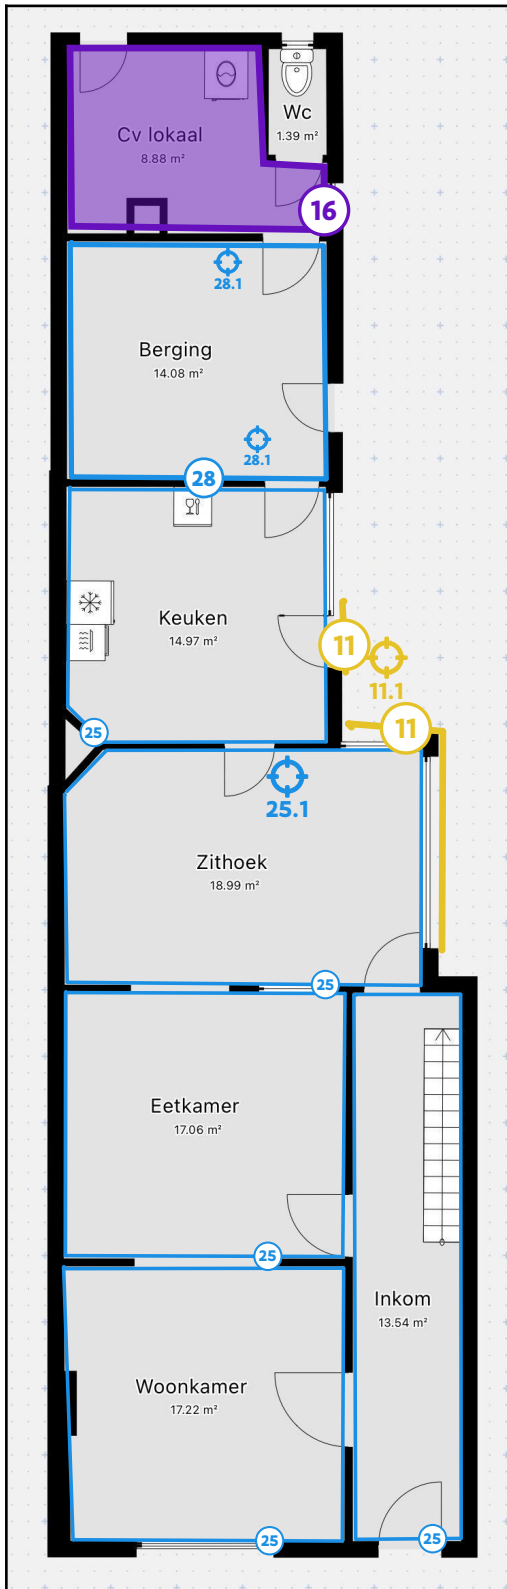 Wc
1.39 m²
Cv lokaal
8.88 m²
16
28.1
Berging
14.08 m²
28.1
28
Keuken
14.97 m²
11
11.1
11
25
25.1
Zithoek
18.99 m²
25
Eetkamer
17.06 m²
25
Inkom
13.54 m²
Woonkamer
17.22 m²
25
25